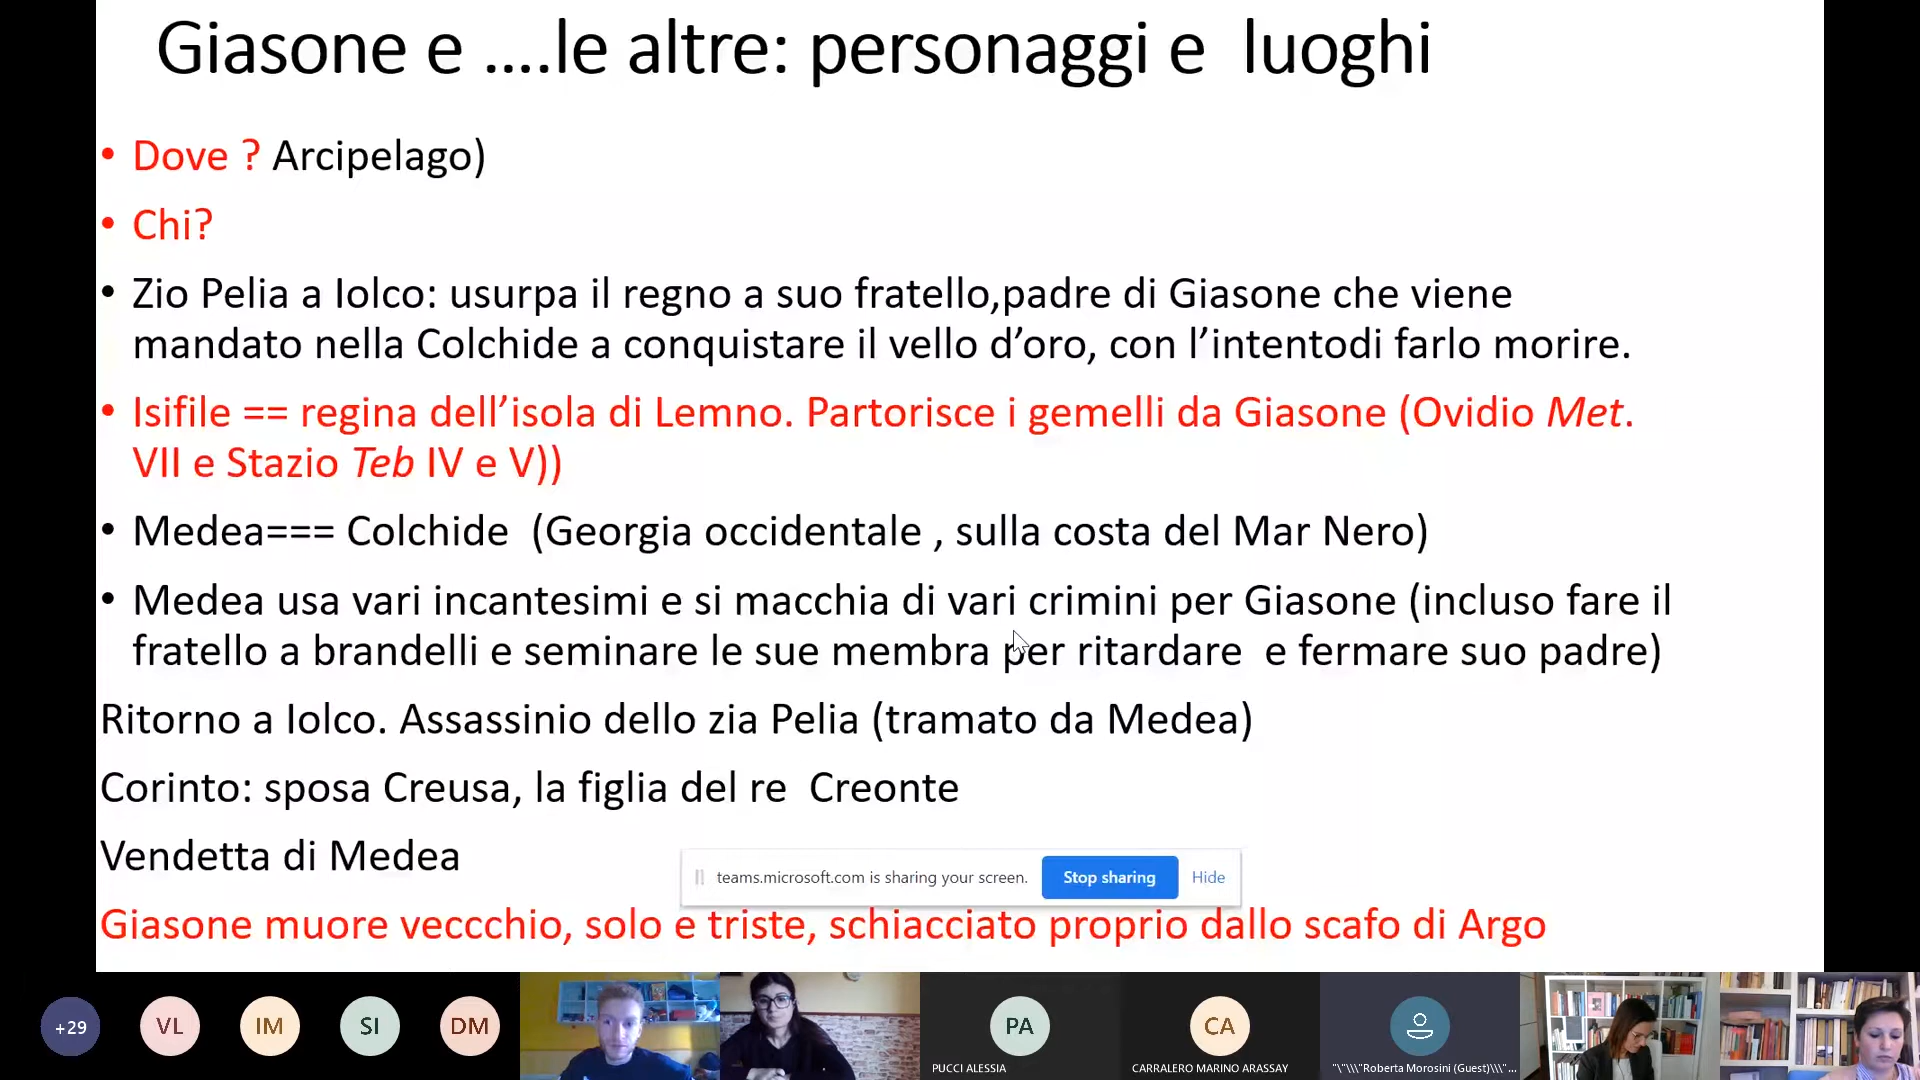 Giasone e ....le altre: personaggi e  luoghi
• Dove ? Arcipelago)
• Chi?
• Zio Pelia a Iolco: usurpa il regno a suo fratello,padre di Giasone che viene
mandato nella Colchide a conquistare il vello d’oro, con l’intentodi farlo morire.
• Isifile == regina dell’isola di Lemno. Partorisce i gemelli da Giasone (Ovidio Met.
VII e Stazio Teb IV e V))
• Medea=== Colchide  (Georgia occidentale , sulla costa del Mar Nero)
• Medea usa vari incantesimi e si macchia di vari crimini per Giasone (incluso fare il
fratello a brandelli e seminare le sue membra per ritardare  e fermare suo padre)
Ritorno a Iolco. Assassinio dello zia Pelia (tramato da Medea)
Corinto: sposa Creusa, la figlia del re  Creonte
Vendetta di Medea
teams.microsoft.com is sharing your screen. Stop sharing Hide
Giasone muore veccchio, solo e triste, schiacciato proprio dallo scafo di Argo
+29 VL IM SI DM PA CA
PUCCI ALESSIA CARRALERO MARINO ARASSAY "\"\\\"Roberta Morosini (Guest)\\\" ...